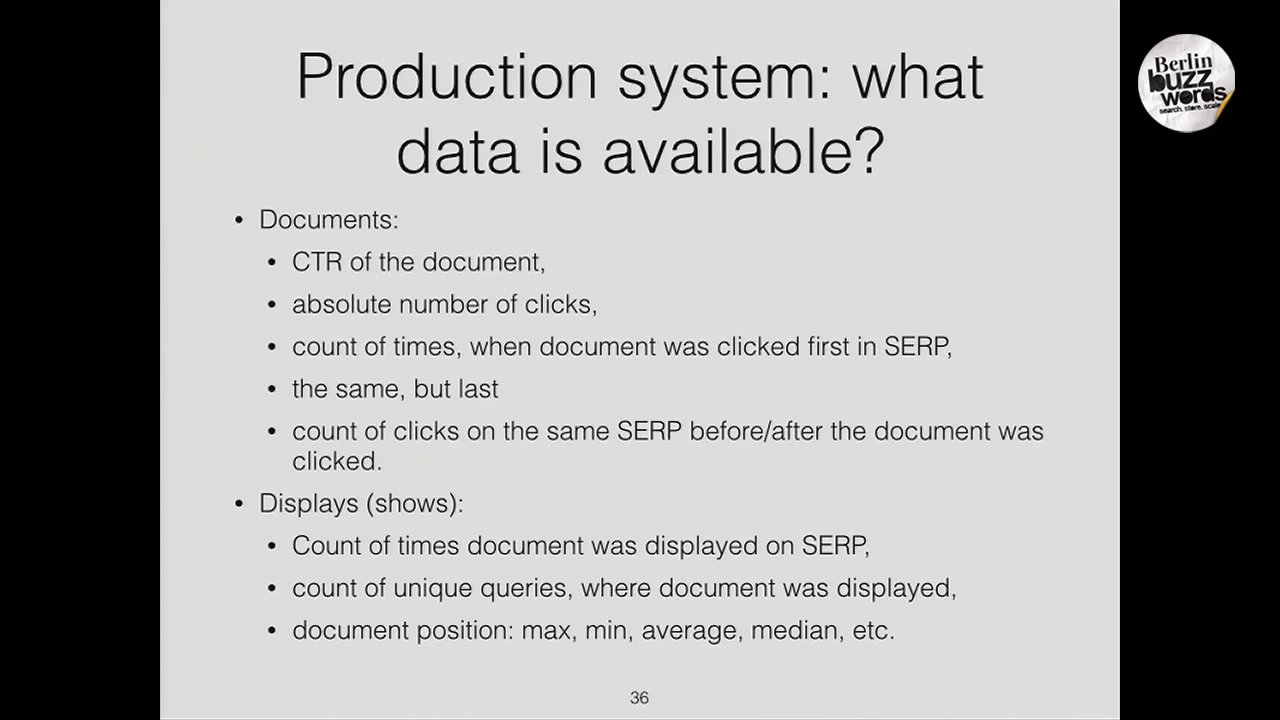 Production system: what
data is available?
Berlin
buzz
words
search. store. scale
• Documents:
• CTR of the document,
• absolute number of clicks,
• count of times, when document was clicked first in SERP,
• the same, but last
• count of clicks on the same SERP before/after the document was
clicked.
• Displays (shows):
• Count of times document was displayed on SERP,
• count of unique queries, where document was displayed,
• document position: max, min, average, median, etc.
36